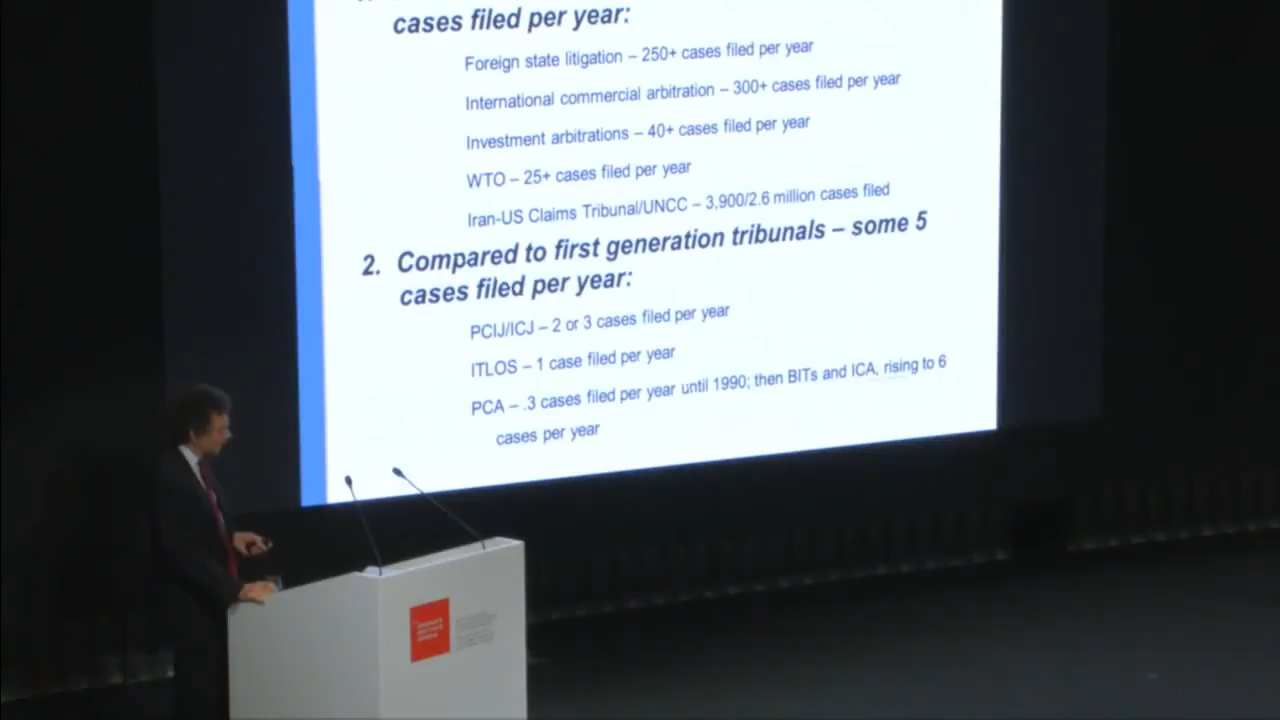 cases filed per year:
Foreign state litigation – 250+ cases filed per year
International commercial arbitration – 300+ cases filed per year
Investment arbitrations – 40+ cases filed per year
WTO – 25+ cases filed per year
Iran-US Claims Tribunal/UNCC – 3,900/2.6 million cases filed
2. Compared to first generation tribunals – some 5
cases filed per year:
PCIJ/ICJ – 2 or 3 cases filed per year
ITLOS – 1 case filed per year
PCA – .3 cases filed per year until 1990; then BITs and ICA, rising to 6
cases per year